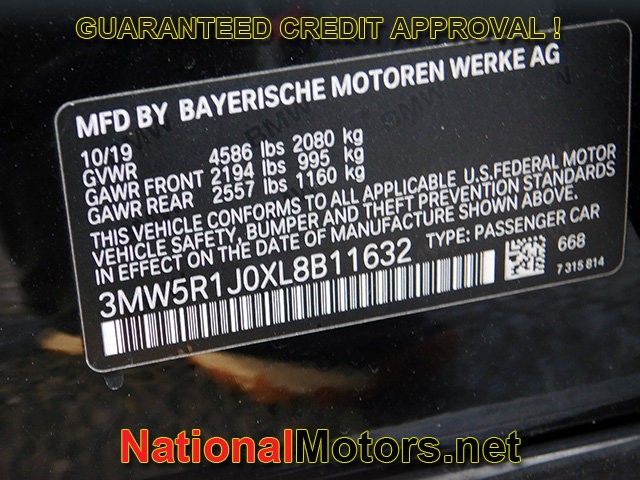 GUARANTEED CREDIT APPROVAL !
MFD BY BAYERISCHE MOTOREN WERKE AG
10/19
GVWR 4586 lbs 2080 kg
GAWR FRONT 2194 lbs 995 kg
GAWR REAR 2557 lbs 1160 kg
THIS VEHICLE CONFORMS TO ALL APPLICABLE U.S.FEDERAL MOTOR
VEHICLE SAFETY, BUMPER AND THEFT PREVENTION STANDARDS
IN EFFECT ON THE DATE OF MANUFACTURE SHOWN ABOVE.
3MW5R1J0XL8B11632 TYPE: PASSENGER CAR
668
7315814
NationalMotors.net